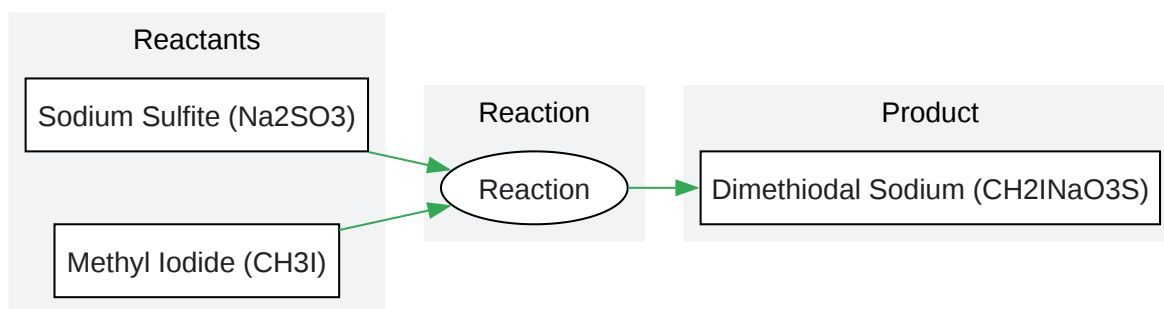 Reactants
Sodium Sulfite (Na2SO3)
Methyl Iodide (CH3I)
Reaction
Reaction
Product
Dimethiodal Sodium (CH2INaO3S)